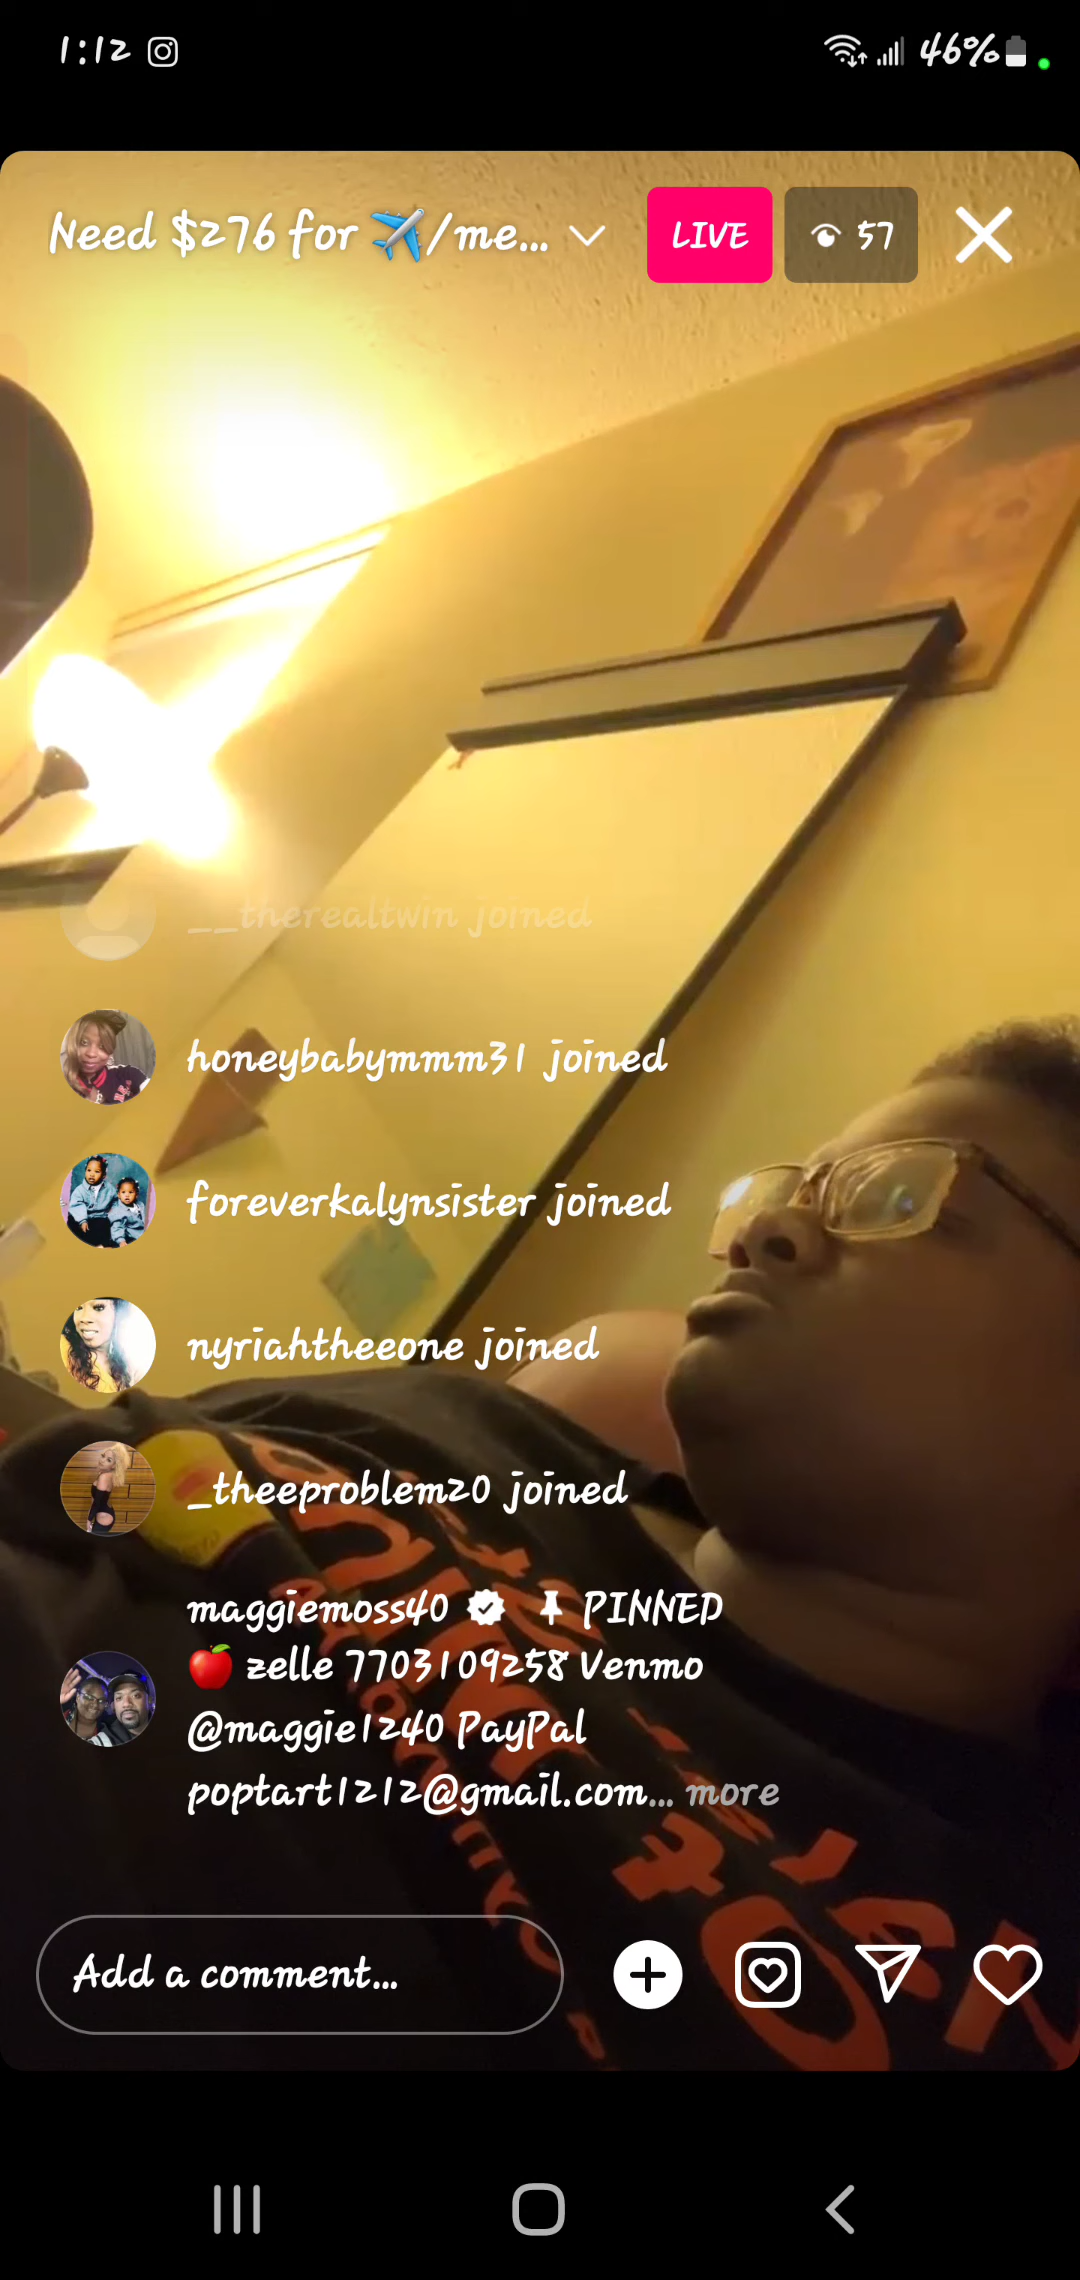 1:12
46%
Need $276 for ✈️/me...
LIVE
57
__therealtwin joined
honeybabymmm31 joined
foreverkalynsister joined
nyriahtheeone joined
_theeproblem20 joined
maggiemoss40 PINNED
🍎 zelle 7703109258 Venmo
@maggie1240 PayPal
poptart1212@gmail.com... more
Add a comment...